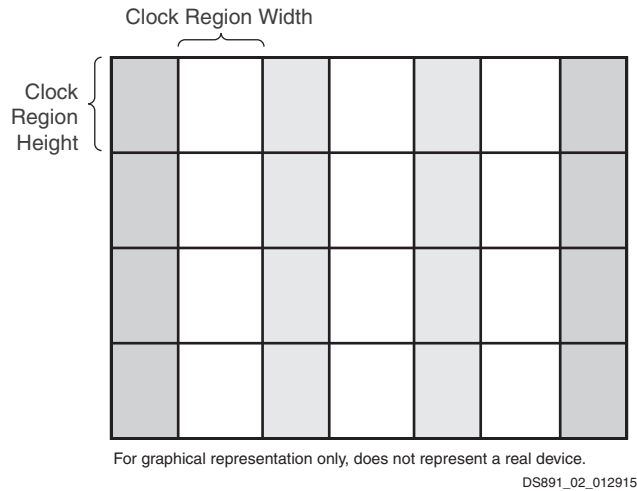 Clock Region Width
Clock
Region
Height
For graphical representation only, does not represent a real device.
DS891_02_012915